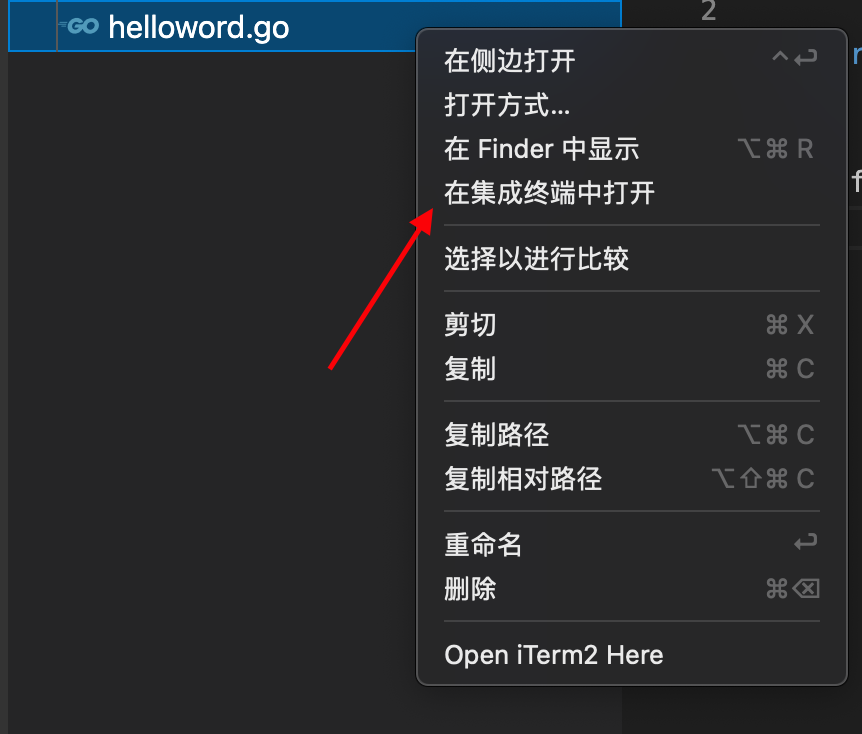 GO helloword.go
2
在侧边打开 ^↩
打开方式...
在 Finder 中显示 ⌥⌘ R
在集成终端中打开
选择以进行比较
剪切 ⌘ X
复制 ⌘ C
复制路径 ⌥⌘ C
复制相对路径 ⌥⇧⌘ C
重命名 ↩
删除 ⌘⌫
Open iTerm2 Here